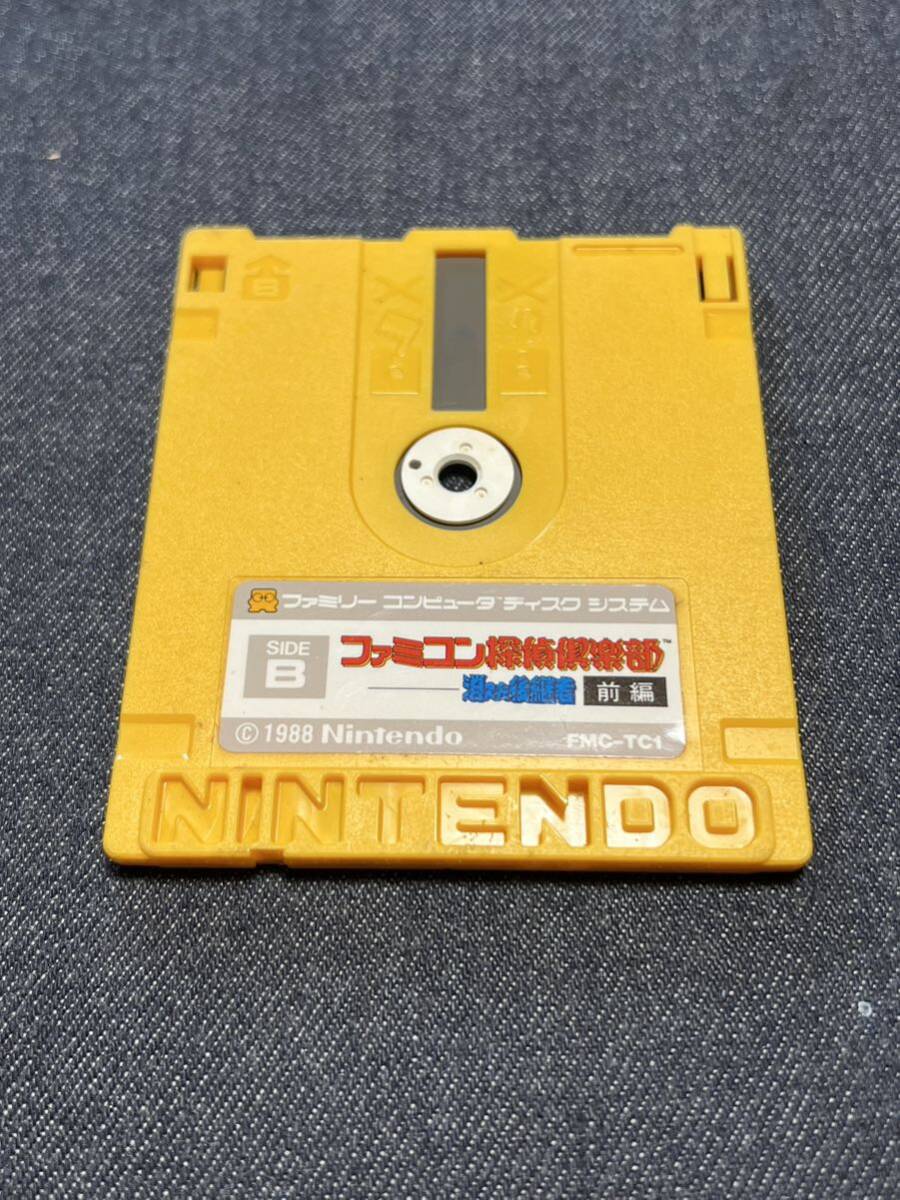 ファミリー コンピュータ™ ディスク システム
SIDE
B
ファミコン探偵倶楽部™
消えた後継者 前編
© 1988 Nintendo FMC-TC1
NINTENDO